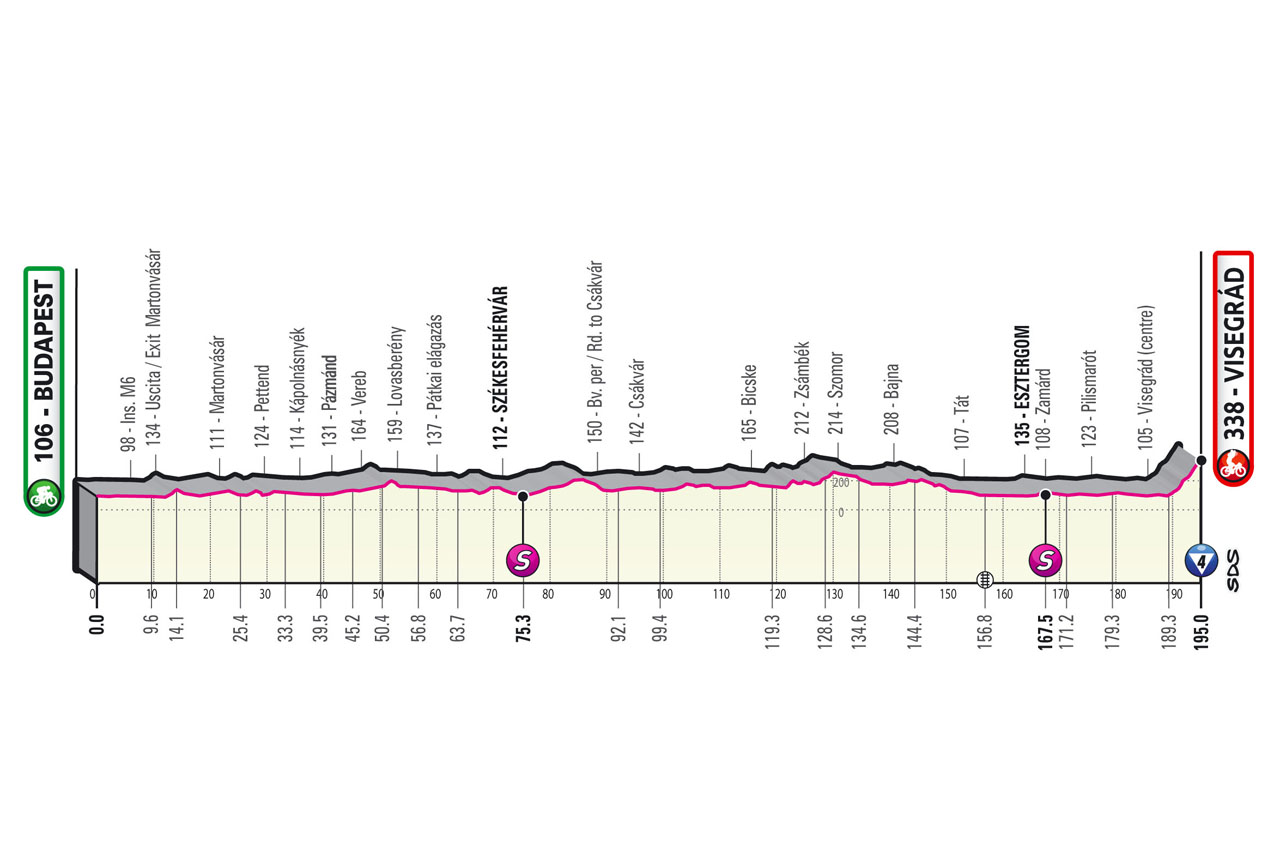 106 - BUDAPEST
98 - Ins. M6
134 - Uscita / Exit Martonvásár
111 - Martonvásár
124 - Pettend
114 - Kápolnásnyék
131 - Pázmánd
164 - Vereb
159 - Lovasberény
137 - Pátkai elágazás
112 - SZÉKESFEHÉRVÁR
150 - Bv. per / Rd. to Csákvár
142 - Csákvár
165 - Bicske
212 - Zsámbék
214 - Szomor
208 - Bajna
107 - Tát
135 - ESZTERGOM
108 - Zamárd
123 - Pilismarót
105 - Visegrád (centre)
338 - VISEGRÁD
200
0
S
S
4
SDS
0 10 20 30 40 50 60 70 80 90 100 110 120 130 140 150 160 170 180 190
0.0 9.6 14.1 25.4 33.3 39.5 45.2 50.4 56.8 63.7 75.3 92.1 99.4 119.3 128.6 134.6 144.4 156.8 167.5 171.2 179.3 189.3 195.0